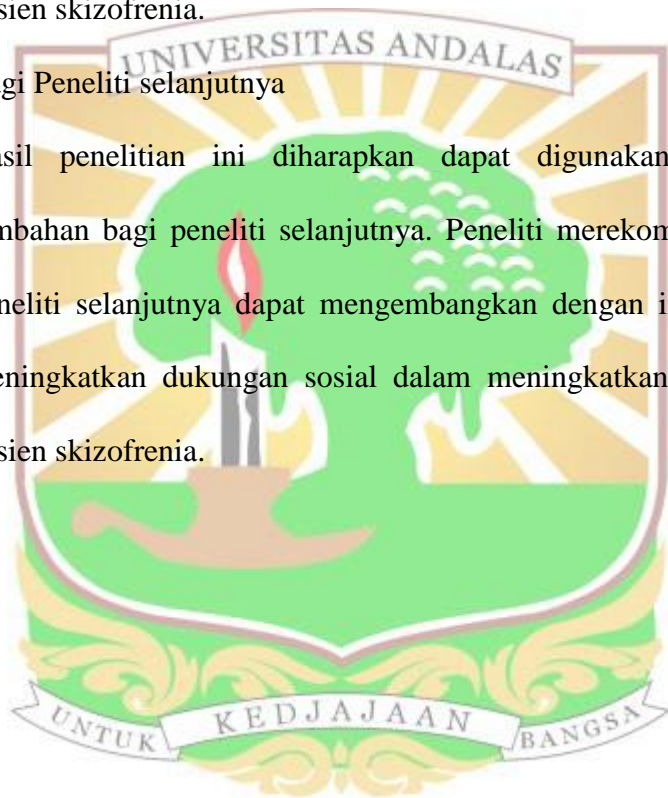 sien skizofrenia.
UNIVERSITAS ANDALAS
gi Peneliti selanjutnya
asil penelitian ini diharapkan dapat digunakan
mbahan bagi peneliti selanjutnya. Peneliti merekom
neliti selanjutnya dapat mengembangkan dengan i
eningkatkan dukungan sosial dalam meningkatkan
sien skizofrenia.
UNTUK KEDJAJAAN BANGSA